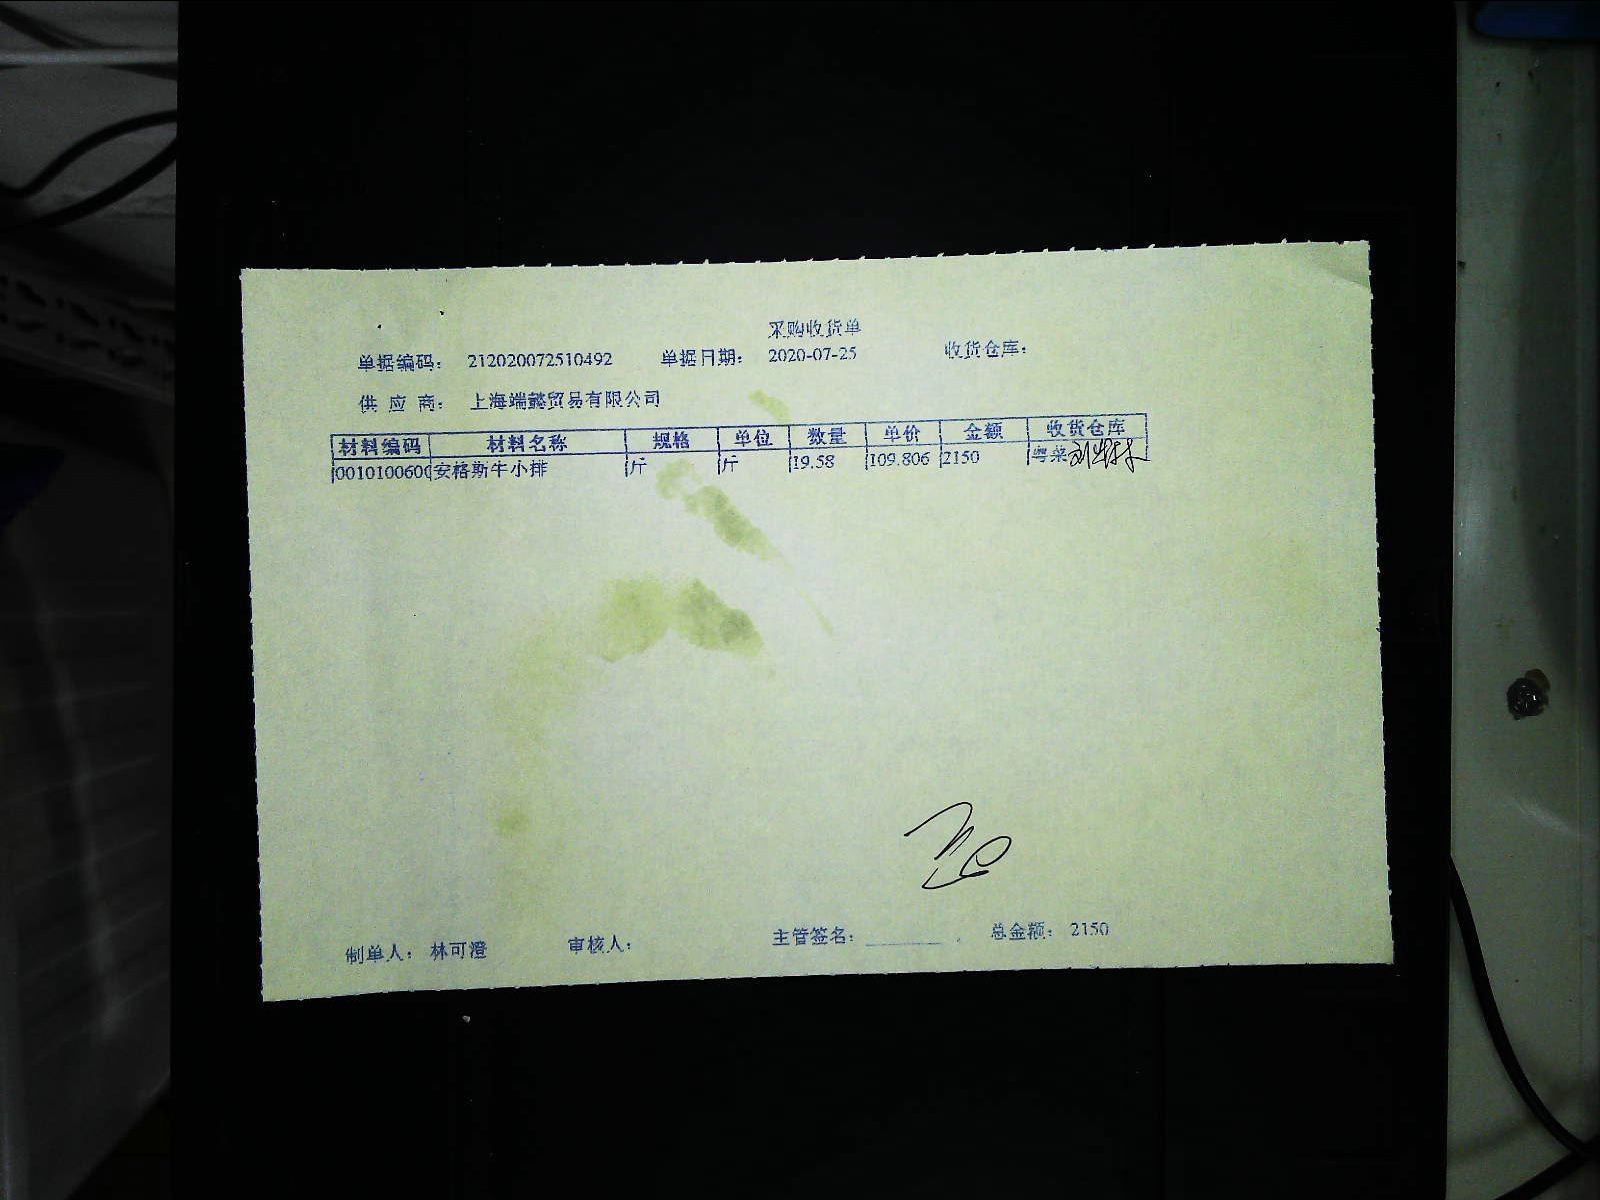 采购收货单
单据编码： 212020072510492 单据日期： 2020-07-25 收货仓库：
供 应 商： 上海端懿贸易有限公司
材料编码 材料名称 规格 单位 数量 单价 金额 收货仓库
0010100600 安格斯牛小排 斤 斤 19.58 109.806 2150 粤菜
制单人： 林可澄 审核人： 主管签名： 总金额： 2150